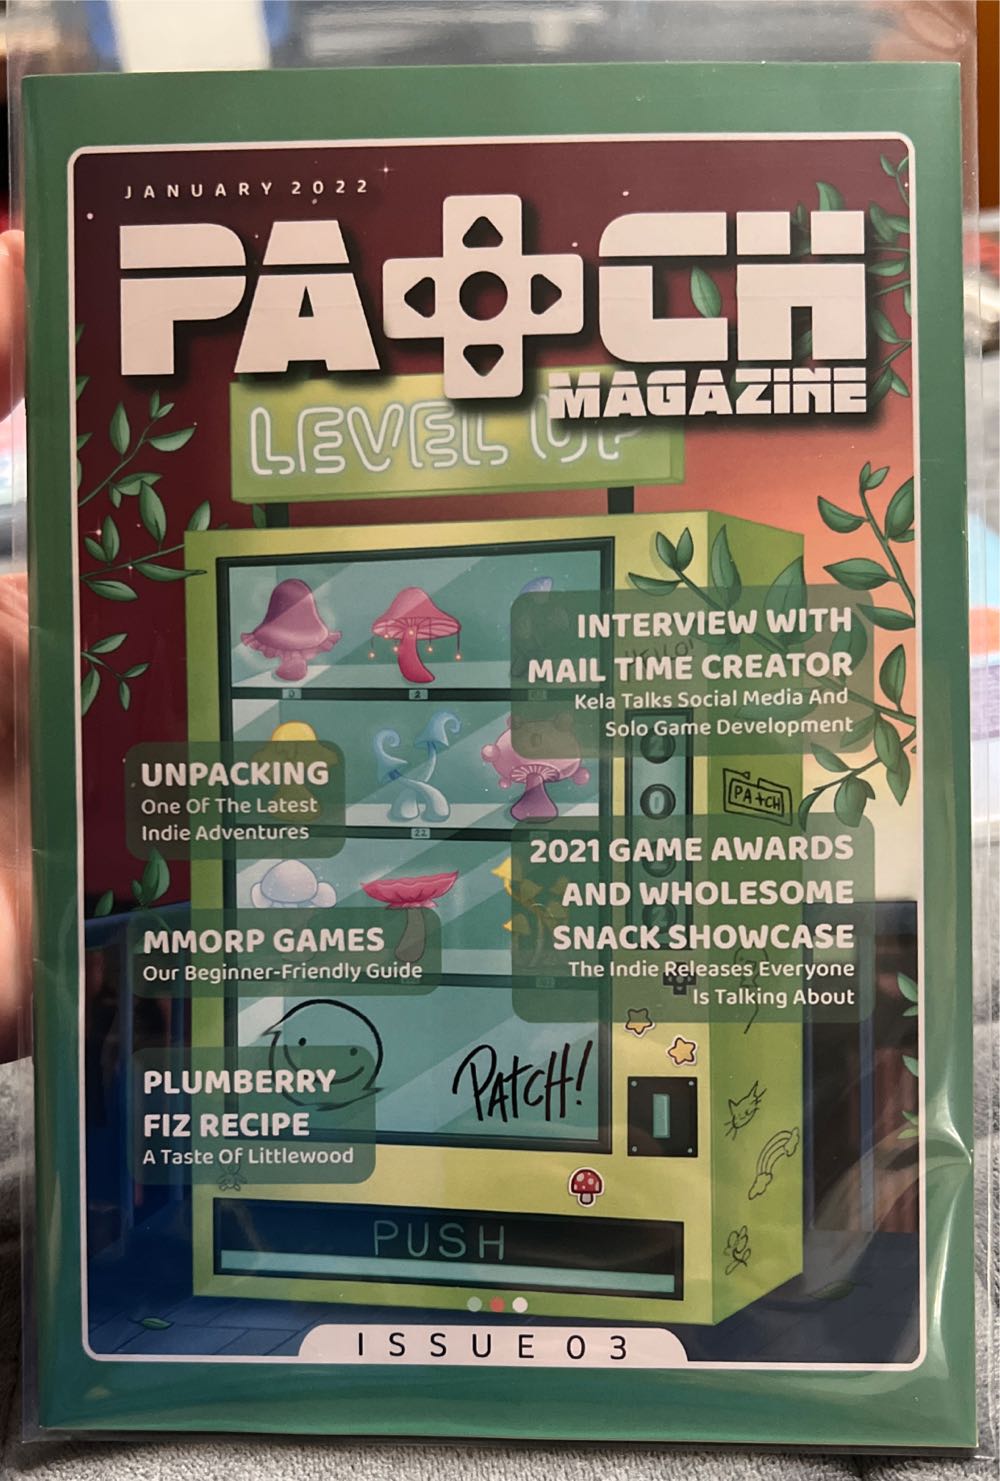 JANUARY 2022
PATCH
MAGAZINE
LEVEL UP
INTERVIEW WITH
MAIL TIME CREATOR
Kela Talks Social Media And
Solo Game Development
UNPACKING
One Of The Latest
Indie Adventures
PATCH
2021 GAME AWARDS
AND WHOLESOME
SNACK SHOWCASE
The Indie Releases Everyone
Is Talking About
MMORP GAMES
Our Beginner-Friendly Guide
PLUMBERRY
FIZ RECIPE
A Taste Of Littlewood
PATCH!
0
2
22
PUSH
ISSUE 03